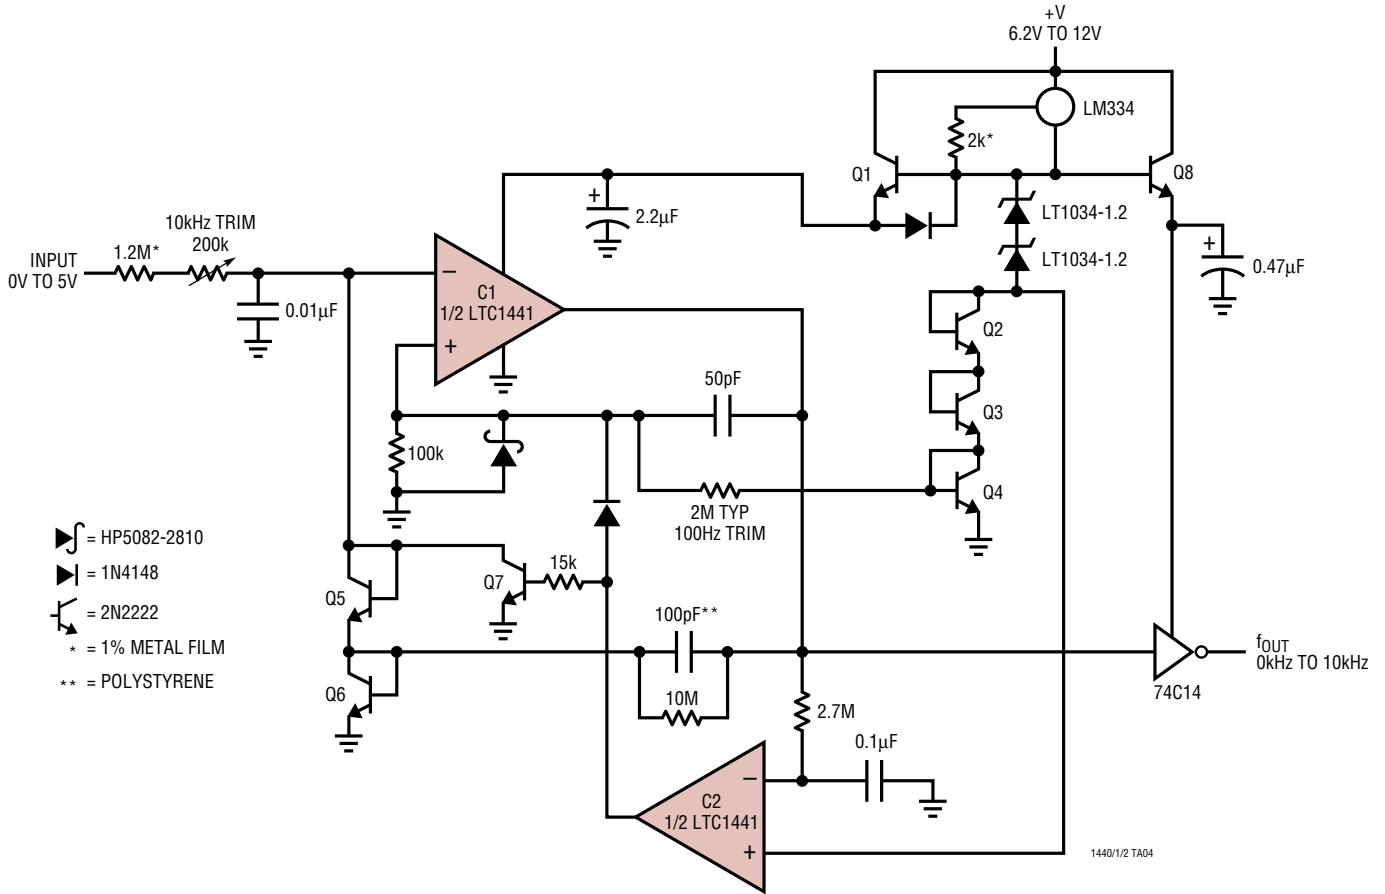 +V
6.2V TO 12V
LM334
2k*
Q1
Q8
+
2.2µF
LT1034-1.2
LT1034-1.2
+
0.47µF
10kHz TRIM
200k
INPUT
0V TO 5V
1.2M*
0.01µF
−
C1
1/2 LTC1441
+
Q2
50pF
Q3
100k
Q4
2M TYP
100Hz TRIM
= HP5082-2810
= 1N4148
= 2N2222
* = 1% METAL FILM
** = POLYSTYRENE
Q7
15k
Q5
100pF**
Q6
10M
fOUT
0kHz TO 10kHz
74C14
2.7M
0.1µF
−
C2
1/2 LTC1441
+
1440/1/2 TA04